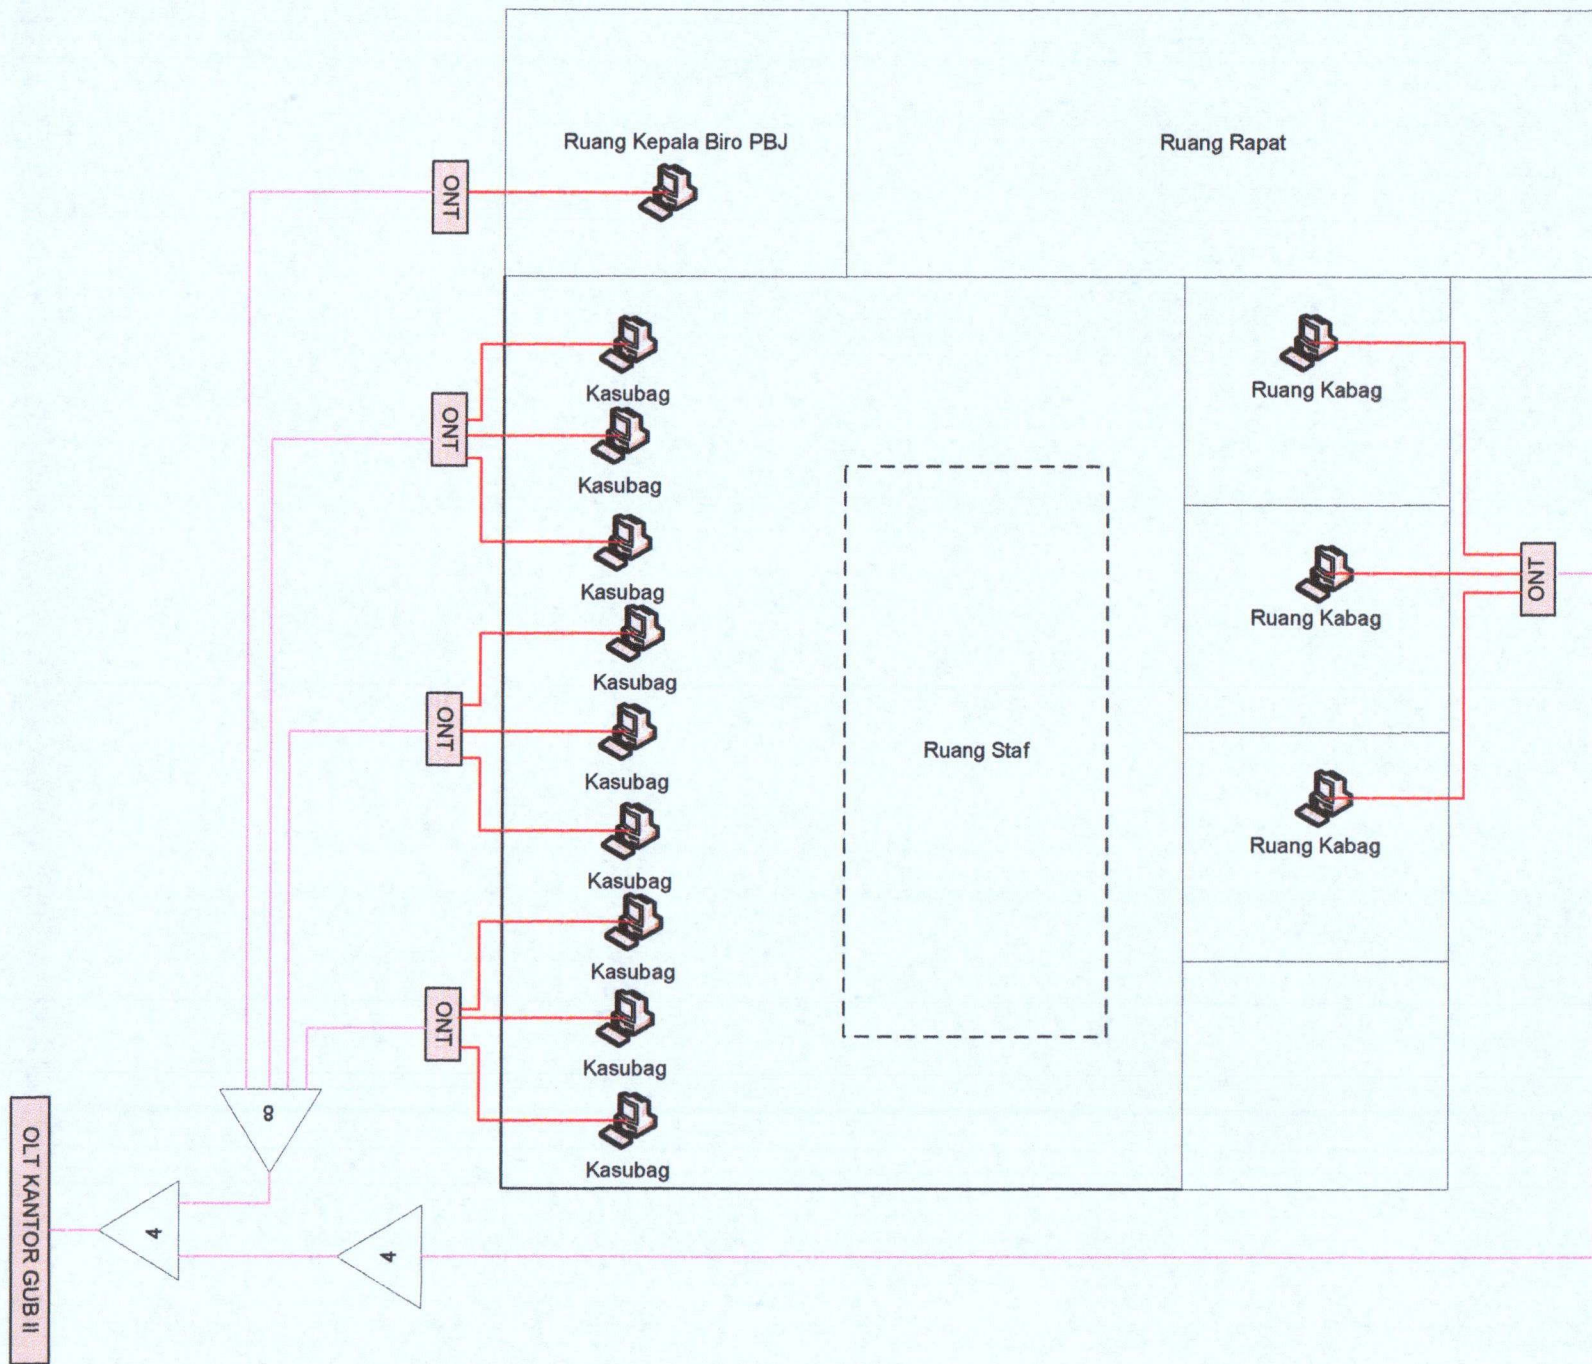 Ruang Kepala Biro PBJ
Ruang Rapat
ONT
Kasubag
Ruang Kabag
ONT
Kasubag
Kasubag
ONT
Ruang Kabag
Kasubag
ONT
Ruang Staf
Kasubag
Ruang Kabag
Kasubag
Kasubag
ONT
Kasubag
8
Kasubag
OLT KANTOR GUB II
4
4